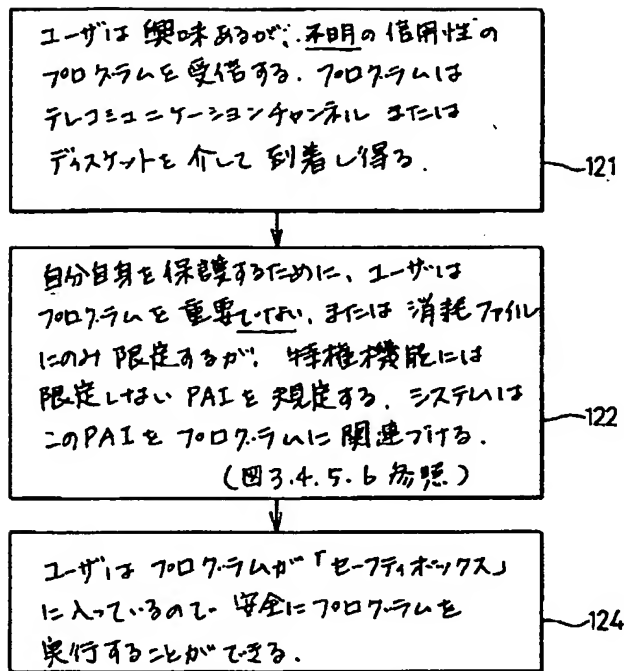 ユーザは 興味あるが、不明の信用性の
プログラムを受信する. プログラムは
テレコミュニケーションチャンネル または
ディスケットを介して到着し得る.
121
自分自身を保護するために、ユーザは
プログラムを重要でない、または消耗ファイル
にのみ限定するが、特権機能には
限定しない PAIを規定する. システムは
このPAIをプログラムに関連づける.
(図3.4.5.6参照)
122
ユーザはプログラムが「セーフティボックス」
に入っているので 安全にプログラムを
実行することができる.
124